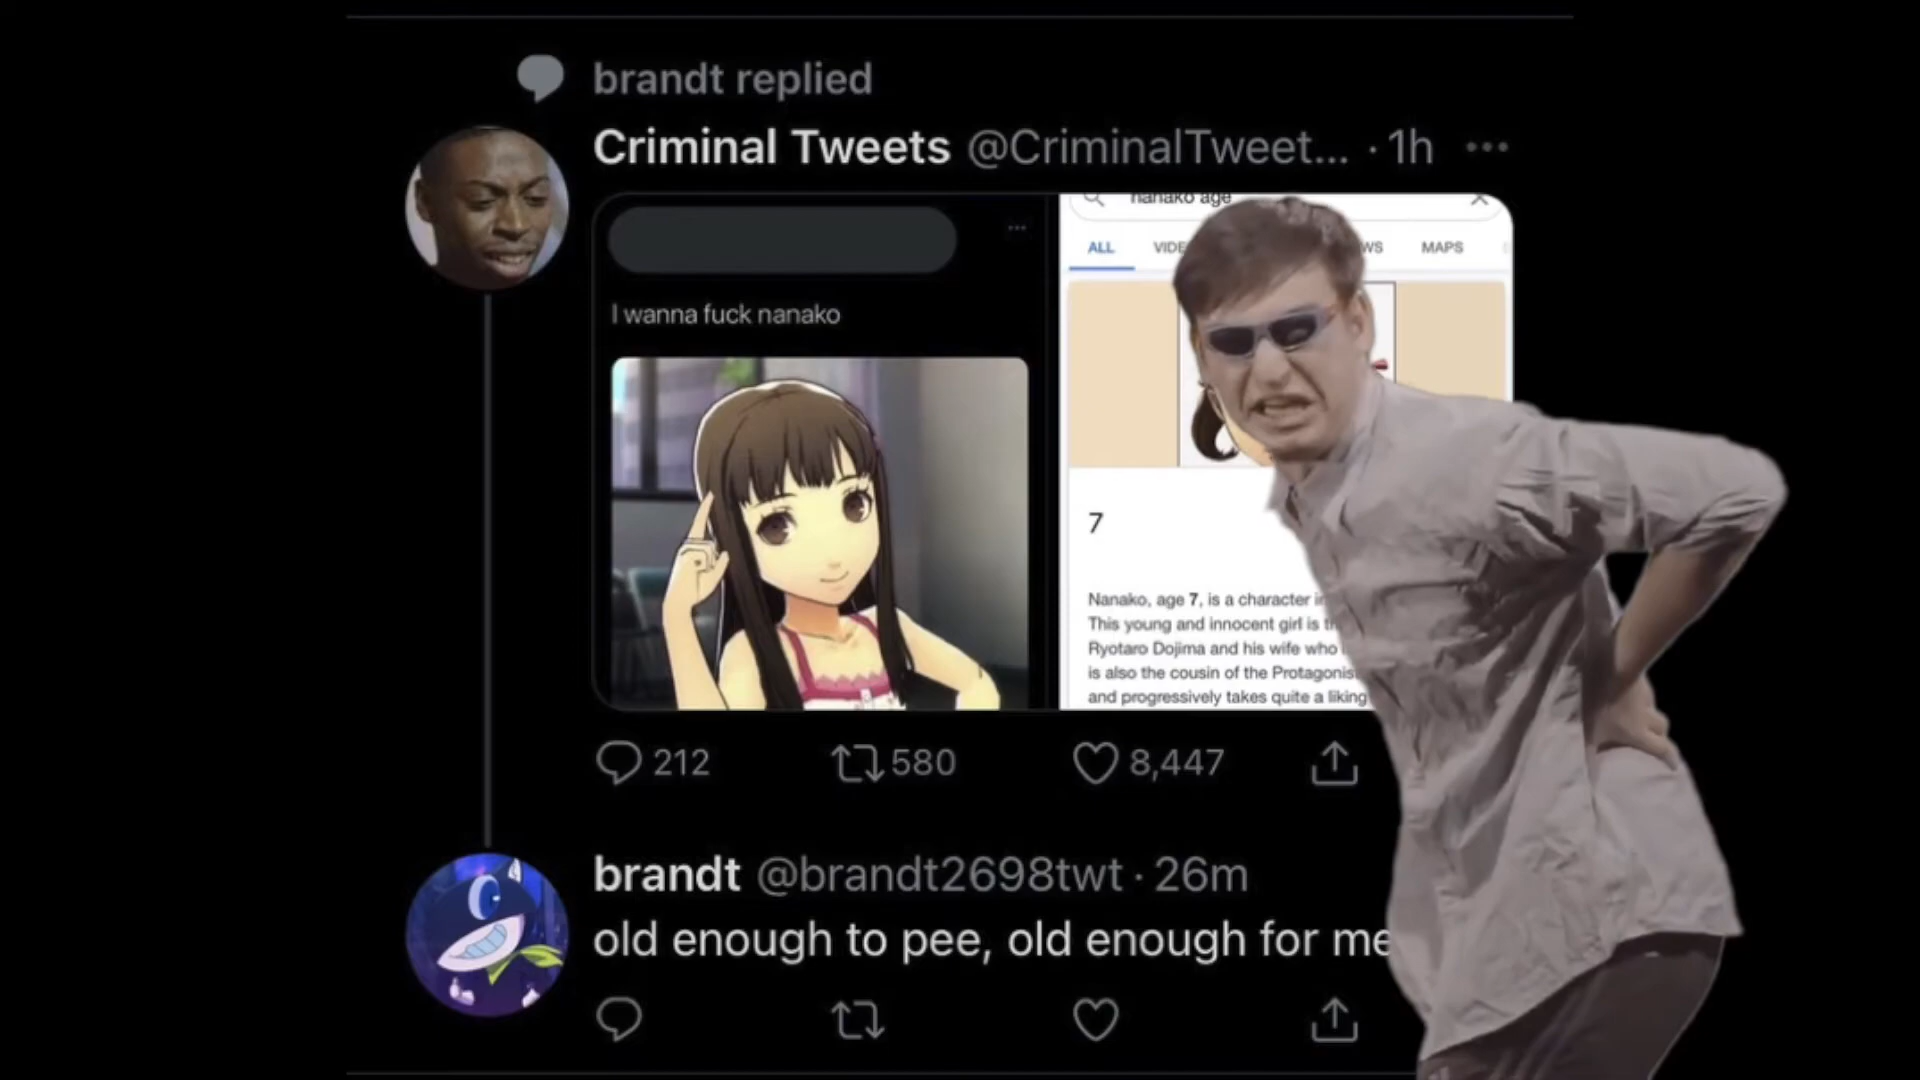 brandt replied
Criminal Tweets @CriminalTweet... · 1h
nanako age
ALL MAPS
I wanna fuck nanako
7
Nanako, age 7, is a character
This young and innocent girl is
Ryotaro Dojima and his wife who
is also the cousin of the
and progressively takes quite a liking
212 580 8,447
brandt @brandt2698twt · 26m
old enough to pee, old enough for me